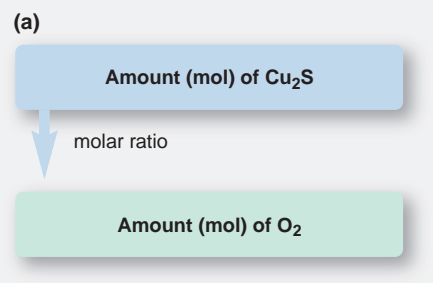 (a)
Amount (mol) of Cu₂S
molar ratio
Amount (mol) of O₂